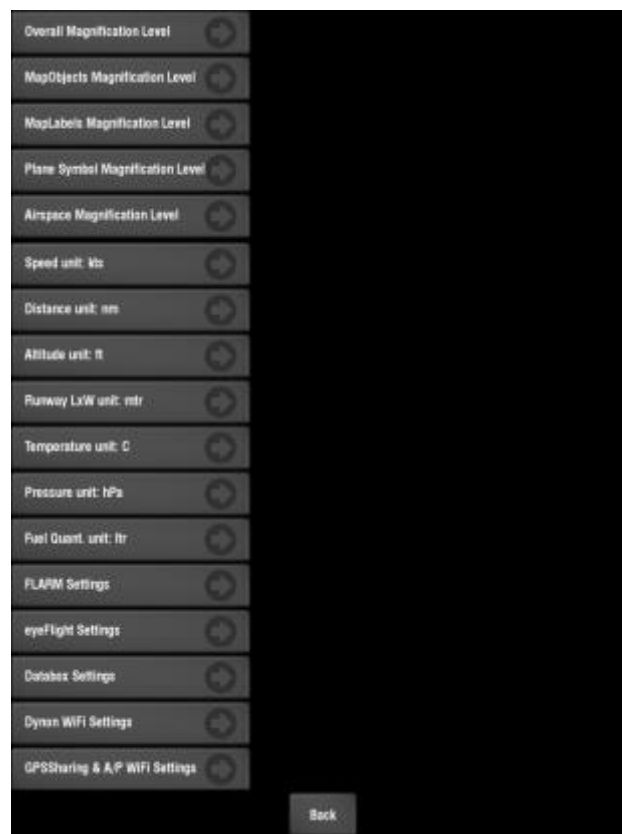 Overall Magnification Level
MapObjects Magnification Level
MapLabels Magnification Level
Plane Symbol Magnification Level
Airspace Magnification Level
Speed unit: kts
Distance unit: nm
Altitude unit: ft
Runway LxW unit: mtr
Temperature unit: C
Pressure unit: hPa
Fuel Quant. unit: ltr
FLARM Settings
eyeFlight Settings
Databox Settings
Dynon WiFi Settings
GPSSharing & A/P WiFi Settings
Back